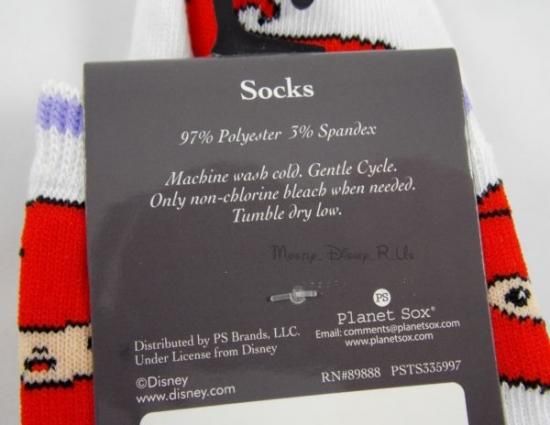 Socks
97% Polyester 3% Spandex
Machine wash cold. Gentle Cycle.
Only non-chlorine bleach when needed.
Tumble dry low.
Mostly_Disney_R_Us
PS
Planet Sox®
Email: comments@planetsox.com
www.planetsox.com
Distributed by PS Brands, LLC.
Under License from Disney
©Disney
www.disney.com
RN#89888 PSTS335997